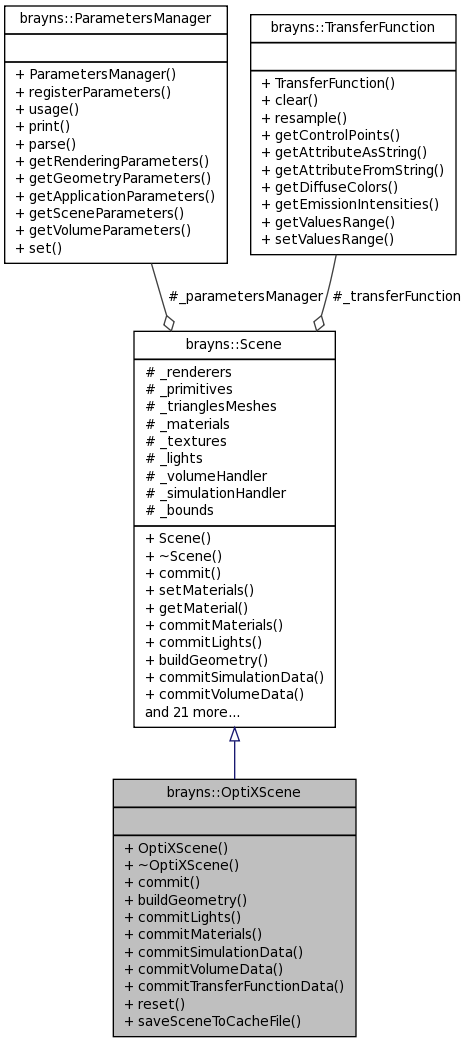 brayns::ParametersManager
+ ParametersManager()
+ registerParameters()
+ usage()
+ print()
+ parse()
+ getRenderingParameters()
+ getGeometryParameters()
+ getApplicationParameters()
+ getSceneParameters()
+ getVolumeParameters()
+ set()
brayns::TransferFunction
+ TransferFunction()
+ clear()
+ resample()
+ getControlPoints()
+ getAttributeAsString()
+ getAttributeFromString()
+ getDiffuseColors()
+ getEmissionIntensities()
+ getValuesRange()
+ setValuesRange()
#_parametersManager
#_transferFunction
brayns::Scene
# _renderers
# _primitives
# _trianglesMeshes
# _materials
# _textures
# _lights
# _volumeHandler
# _simulationHandler
# _bounds
+ Scene()
+ ~Scene()
+ commit()
+ setMaterials()
+ getMaterial()
+ commitMaterials()
+ commitLights()
+ buildGeometry()
+ commitSimulationData()
+ commitVolumeData()
and 21 more...
brayns::OptiXScene
+ OptiXScene()
+ ~OptiXScene()
+ commit()
+ buildGeometry()
+ commitLights()
+ commitMaterials()
+ commitSimulationData()
+ commitVolumeData()
+ commitTransferFunctionData()
+ reset()
+ saveSceneToCacheFile()